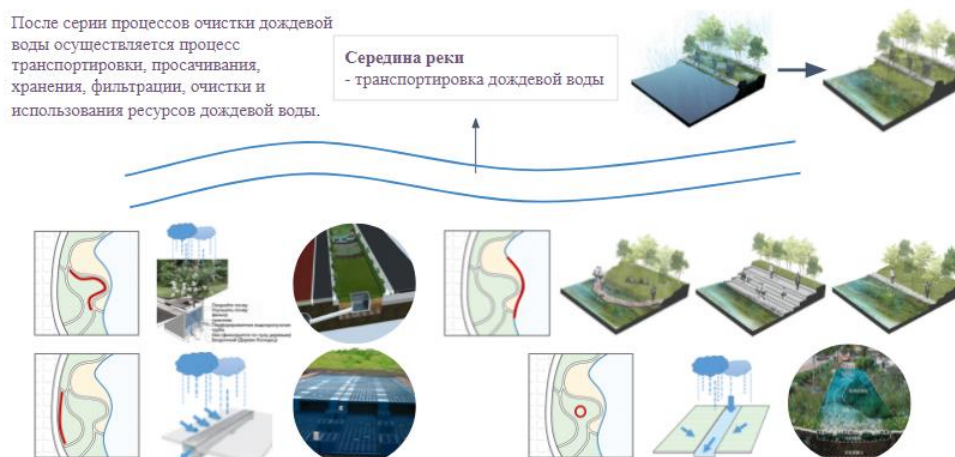 После серии процессов очистки дождевой
воды осуществляется процесс
транспортировки, просачивания,
хранения, фильтрации, очистки и
использования ресурсов дождевой воды.
Середина реки
- транспортировка дождевой воды